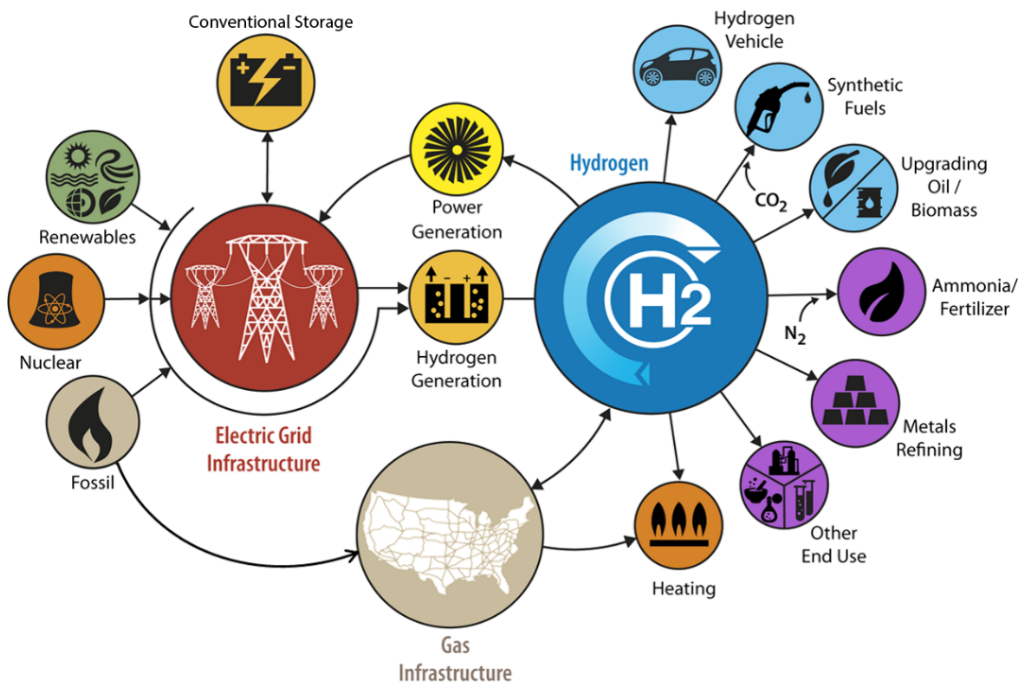 Conventional Storage
Hydrogen
Vehicle
Synthetic
Fuels
CO2
Upgrading
Oil /
Biomass
Renewables
Power
Generation
Hydrogen
H2
Ammonia/
Fertilizer
N2
Nuclear
Hydrogen
Generation
Electric Grid
Infrastructure
Metals
Refining
Fossil
Other
End Use
Heating
Gas
Infrastructure